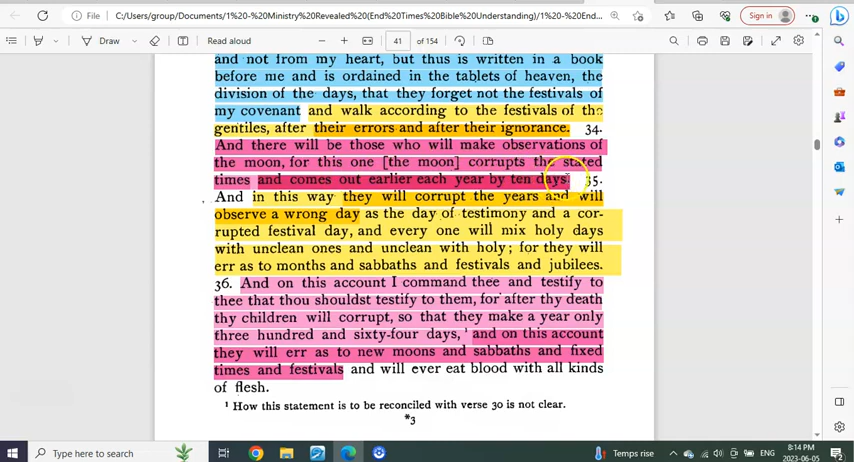 File
C:/Users/group/Documents/1%20-%20Ministry%20Revealed%20(End%20Times%20Bible%20Understanding)/1%20-%20End...
Sign in
Draw
Read aloud
41 of 154
and not from my heart, but thus is written in a book
before me and is ordained in the tablets of heaven, the
division of the days, that they forget not the festivals of
my covenant and walk according to the festivals of the
gentiles, after their errors and after their ignorance. 34.
And there will be those who will make observations of
the moon, for this one [the moon] corrupts the stated
times and comes out earlier each year by ten days. 35.
And in this way they will corrupt the years and will
observe a wrong day as the day of testimony and a cor-
rupted festival day, and every one will mix holy days
with unclean ones and unclean with holy; for they will
err as to months and sabbaths and festivals and jubilees.
36. And on this account I command thee and testify to
thee that thou shouldst testify to them, for after thy death
thy children will corrupt, so that they make a year only
three hundred and sixty-four days,¹ and on this account
they will err as to new moons and sabbaths and fixed
times and festivals and will ever eat blood with all kinds
of flesh.
¹ How this statement is to be reconciled with verse 30 is not clear.
*3
Type here to search
Temps rise
ENG
8:14 PM
2023-06-05
2